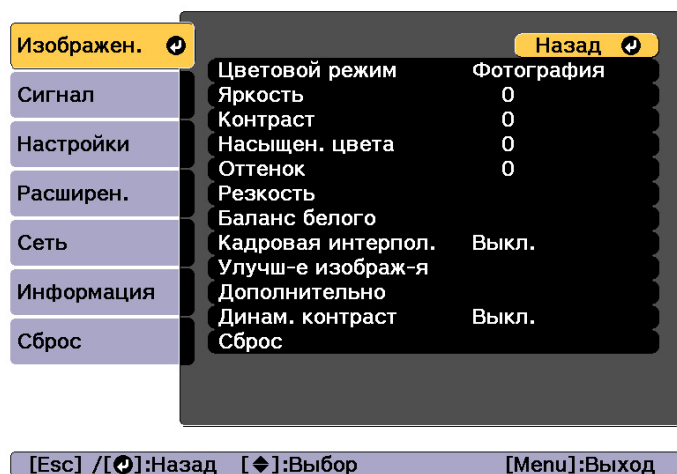 Изображен.
Сигнал
Настройки
Расширен.
Сеть
Информация
Сброс
Назад
Цветовой режим Фотография
Яркость 0
Контраст 0
Насыщен. цвета 0
Оттенок 0
Резкость
Баланс белого
Кадровая интерпол. Выкл.
Улучш-е изображ-я
Дополнительно
Динам. контраст Выкл.
Сброс
[Esc] /[⏎]:Назад [◆]:Выбор [Menu]:Выход